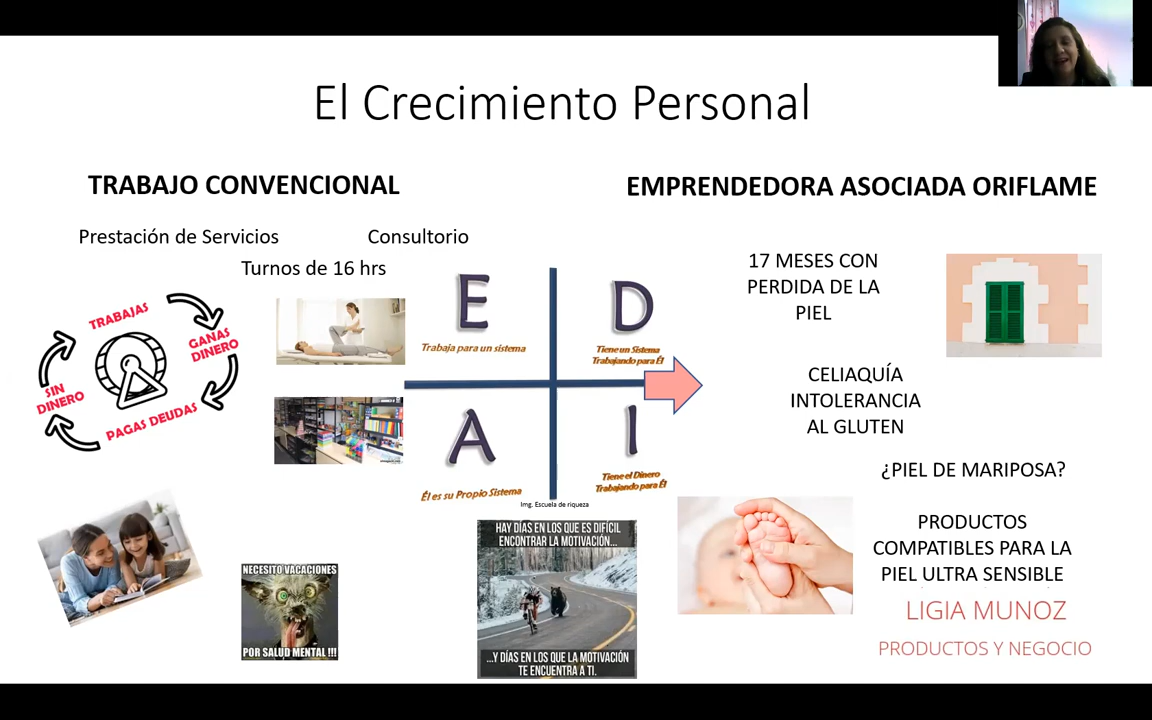 El Crecimiento Personal
TRABAJO CONVENCIONAL
Prestación de Servicios
Consultorio
Turnos de 16 hrs
TRABAJAS
GANAS
DINERO
PAGAS DEUDAS
SIN
DINERO
E
Trabaja para un sistema
D
Tiene un Sistema
Trabajando para Él
A
Él es su Propio Sistema
I
Tiene el Dinero
Trabajando para Él
Img. Escuela de riqueza
NECESITO VACACIONES
POR SALUD MENTAL !!!
HAY DÍAS EN LOS QUE ES DIFÍCIL
ENCONTRAR LA MOTIVACIÓN...
...Y DÍAS EN LOS QUE LA MOTIVACIÓN
TE ENCUENTRA A TI.
EMPRENDEDORA ASOCIADA ORIFLAME
17 MESES CON
PERDIDA DE LA
PIEL
CELIAQUÍA
INTOLERANCIA
AL GLUTEN
¿PIEL DE MARIPOSA?
PRODUCTOS
COMPATIBLES PARA LA
PIEL ULTRA SENSIBLE
LIGIA MUNOZ
PRODUCTOS Y NEGOCIO